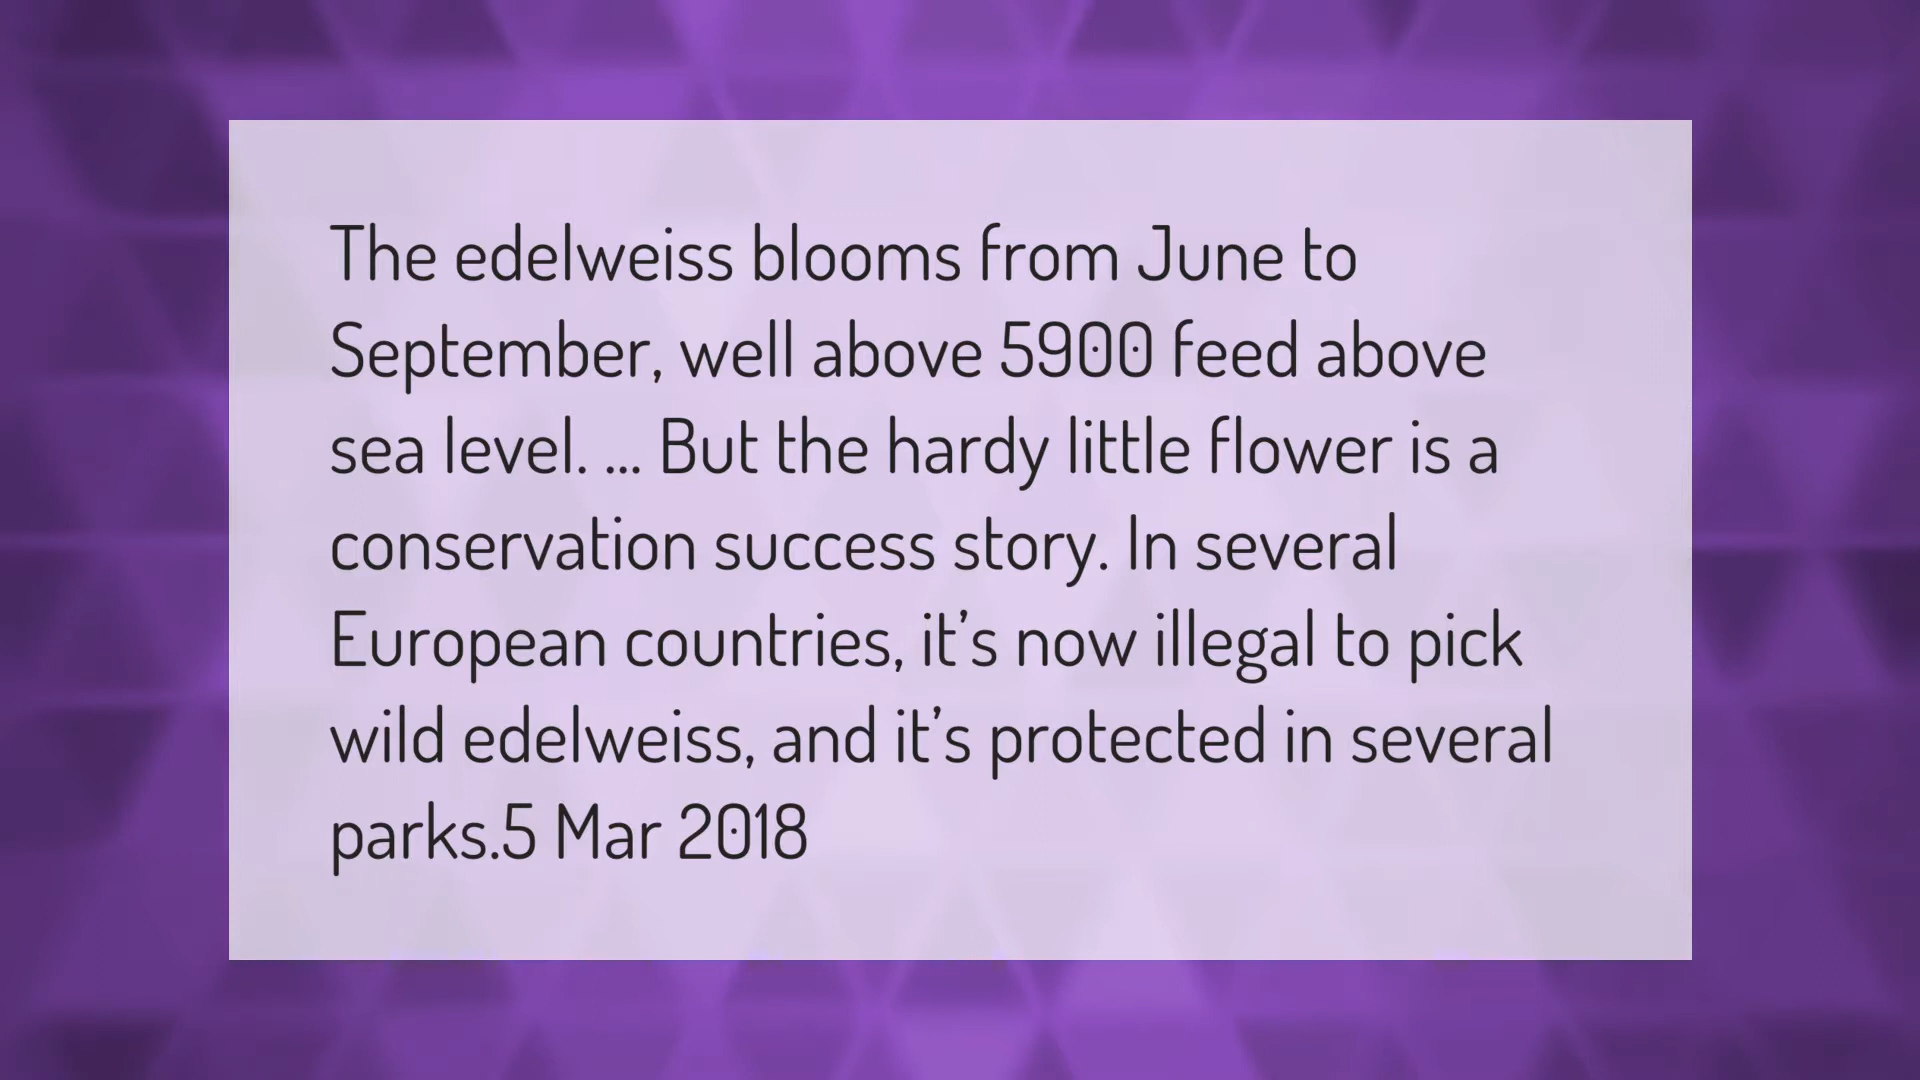 The edelweiss blooms from June to
September, well above 5900 feed above
sea level. ... But the hardy little flower is a
conservation success story. In several
European countries, it’s now illegal to pick
wild edelweiss, and it’s protected in several
parks.5 Mar 2018